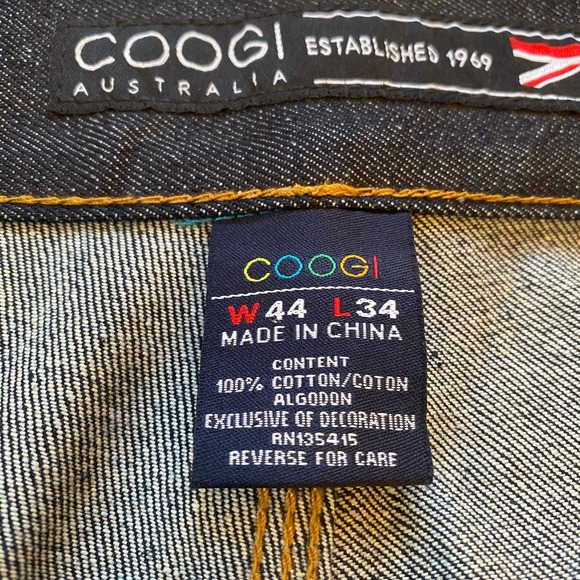 COOGI ESTABLISHED 1969
AUSTRALIA
COOGI
W44 L34
MADE IN CHINA
CONTENT
100% COTTON/COTON
ALGODON
EXCLUSIVE OF DECORATION
RN135415
REVERSE FOR CARE